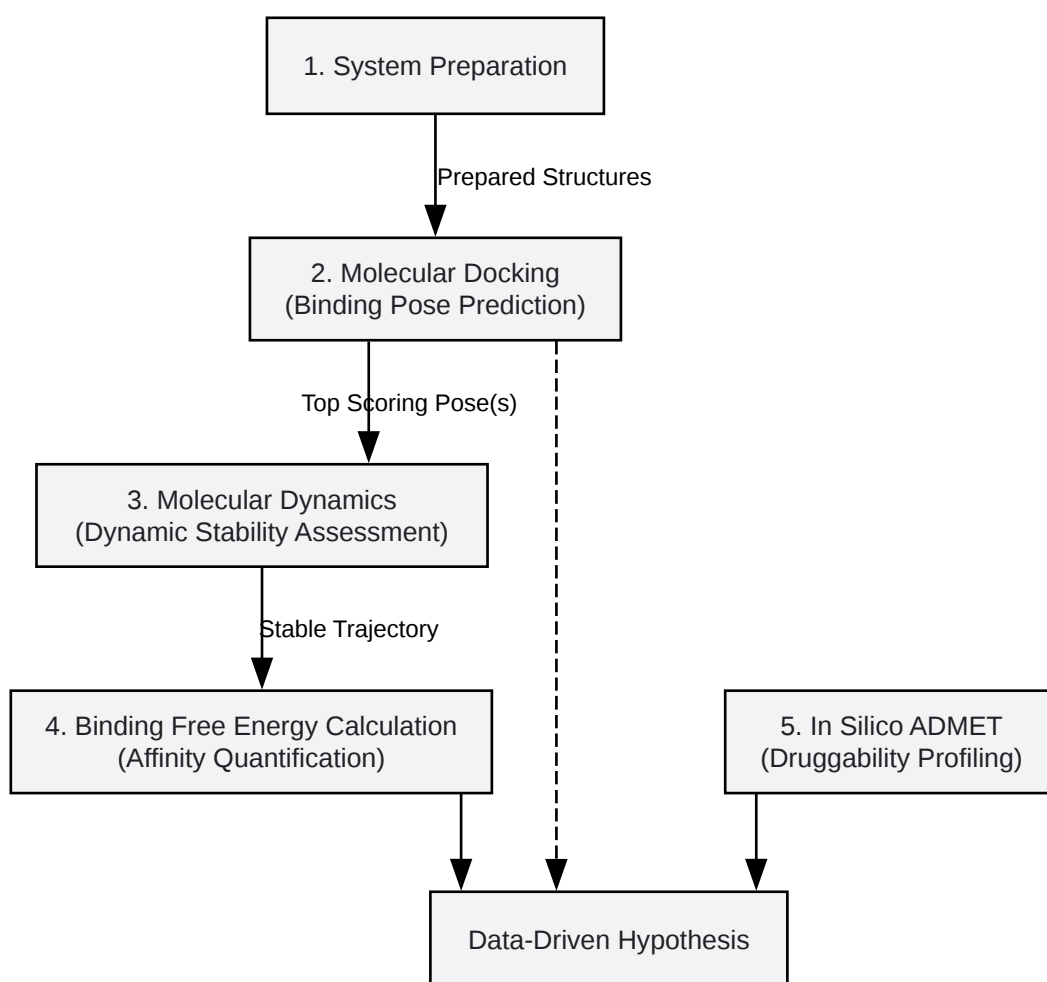 1. System Preparation
Prepared Structures
2. Molecular Docking
(Binding Pose Prediction)
Top Scoring Pose(s)
3. Molecular Dynamics
(Dynamic Stability Assessment)
Stable Trajectory
4. Binding Free Energy Calculation
(Affinity Quantification)
5. In Silico ADMET
(Druggability Profiling)
Data-Driven Hypothesis